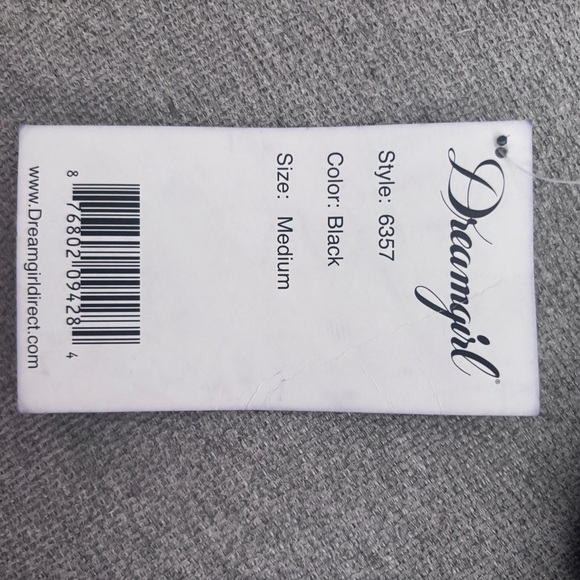 Dreamgirl®
Style: 6357
Color: Black
Size: Medium
8 76802 09428 4
www.Dreamgirldirect.com